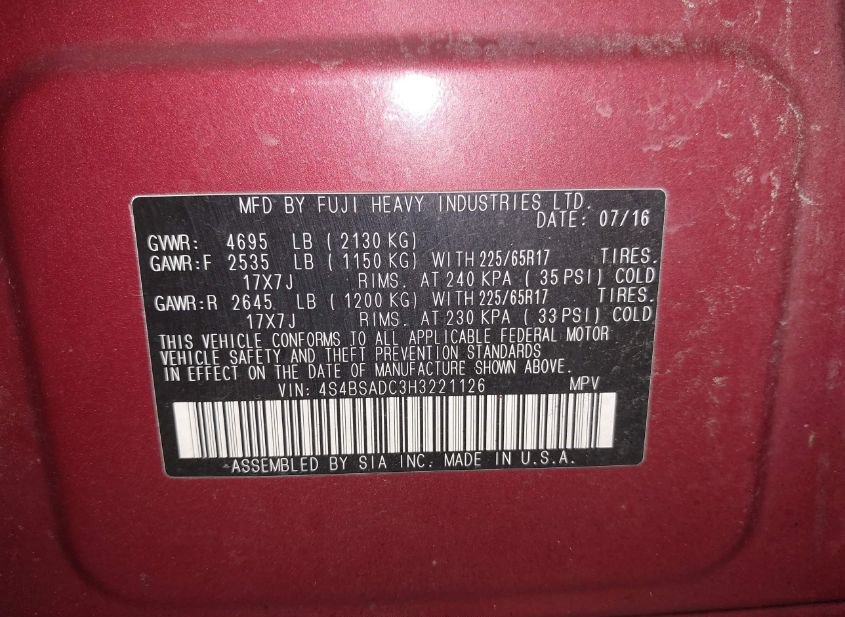 MFD BY FUJI HEAVY INDUSTRIES LTD.
DATE: 07/16
GVWR: 4695 LB ( 2130 KG)
GAWR:F 2535 LB ( 1150 KG) WITH 225/65R17 TIRES.
17X7J RIMS. AT 240 KPA ( 35 PSI) COLD
GAWR:R 2645 LB ( 1200 KG) WITH 225/65R17 TIRES.
17X7J RIMS. AT 230 KPA ( 33 PSI) COLD
THIS VEHICLE CONFORMS TO ALL APPLICABLE FEDERAL MOTOR
VEHICLE SAFETY AND THEFT PREVENTION STANDARDS
IN EFFECT ON THE DATE OF MANUFACTURE SHOWN ABOVE.
VIN: 4S4BSADC3H3221126 MPV
ASSEMBLED BY SIA INC. MADE IN U.S.A.